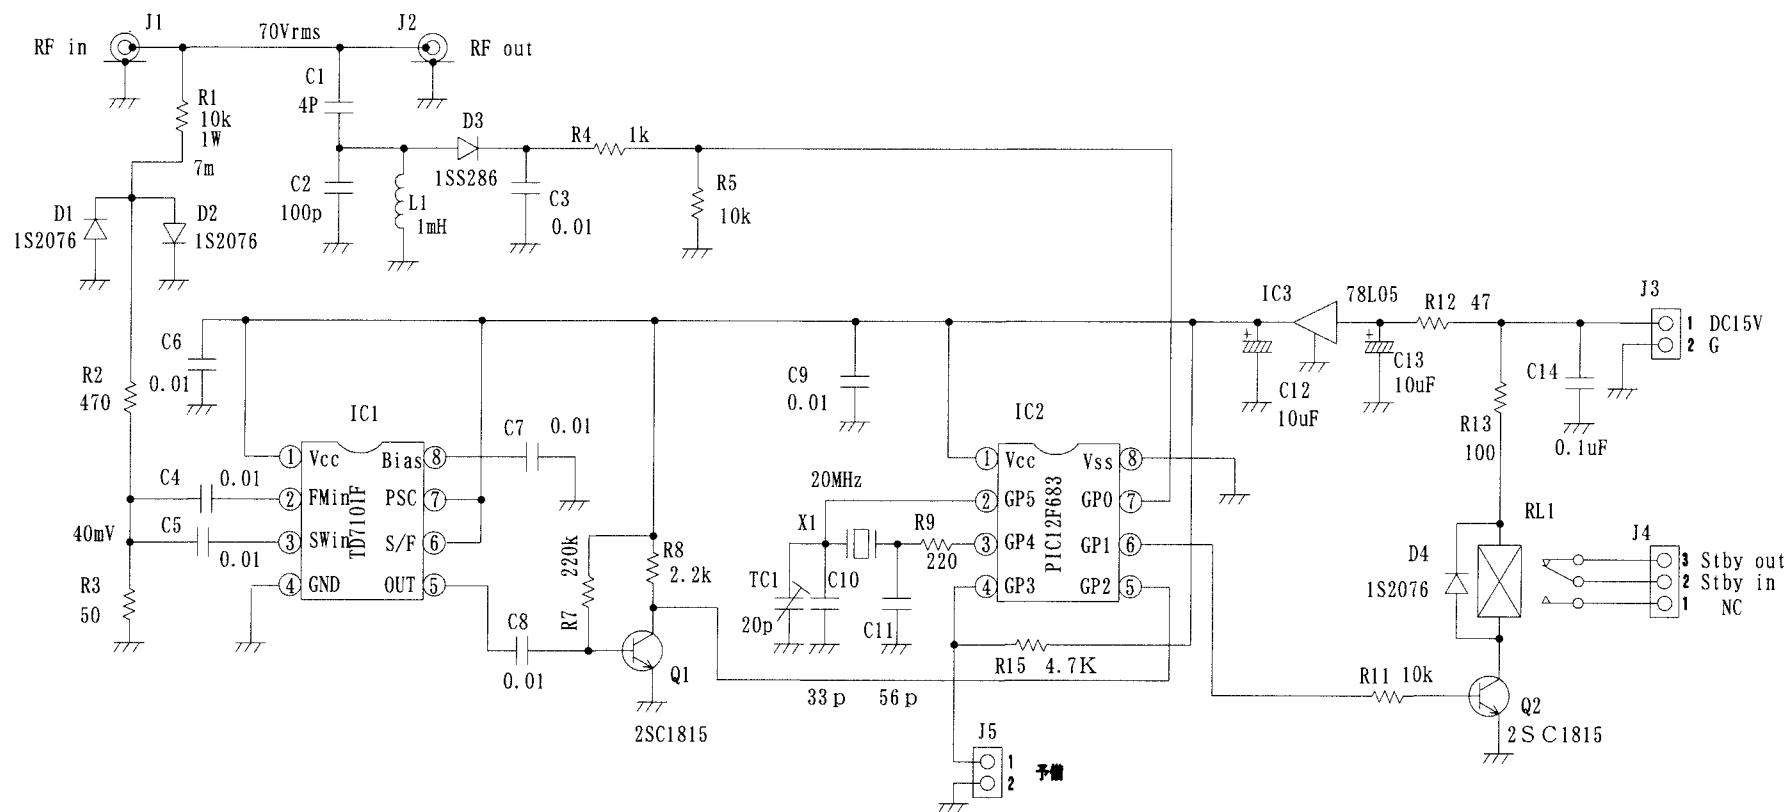 J1
RF in
70Vrms
J2
RF out
C1
4P
R1
10k
1W
7m
D3
1SS286
R4
1k
C2
100p
L1
1mH
C3
0.01
R5
10k
D1
1S2076
D2
1S2076
IC3
78L05
R12 47
J3
1 DC15V
2 G
C6
0.01
R2
470
C9
0.01
C12
10uF
C13
10uF
C14
0.1uF
R13
100
IC1
C7
0.01
IC2
1 Vcc
Bias 8
2 FMin
PSC 7
3 SWin
S/F 6
4 GND
OUT 5
TD7101F
C4
0.01
C5
0.01
40mV
R3
50
20MHz
X1
R9
220
1 Vcc
Vss 8
2 GP5
GP0 7
3 GP4
GP1 6
4 GP3
GP2 5
PIC12F683
TC1
20p
C10
C11
33p
56p
220k
R7
R8
2.2k
C8
0.01
Q1
2SC1815
R15 4.7K
D4
1S2076
RL1
J4
3 Stby out
2 Stby in
1 NC
R11 10k
Q2
2SC1815
J5
1
2
予備